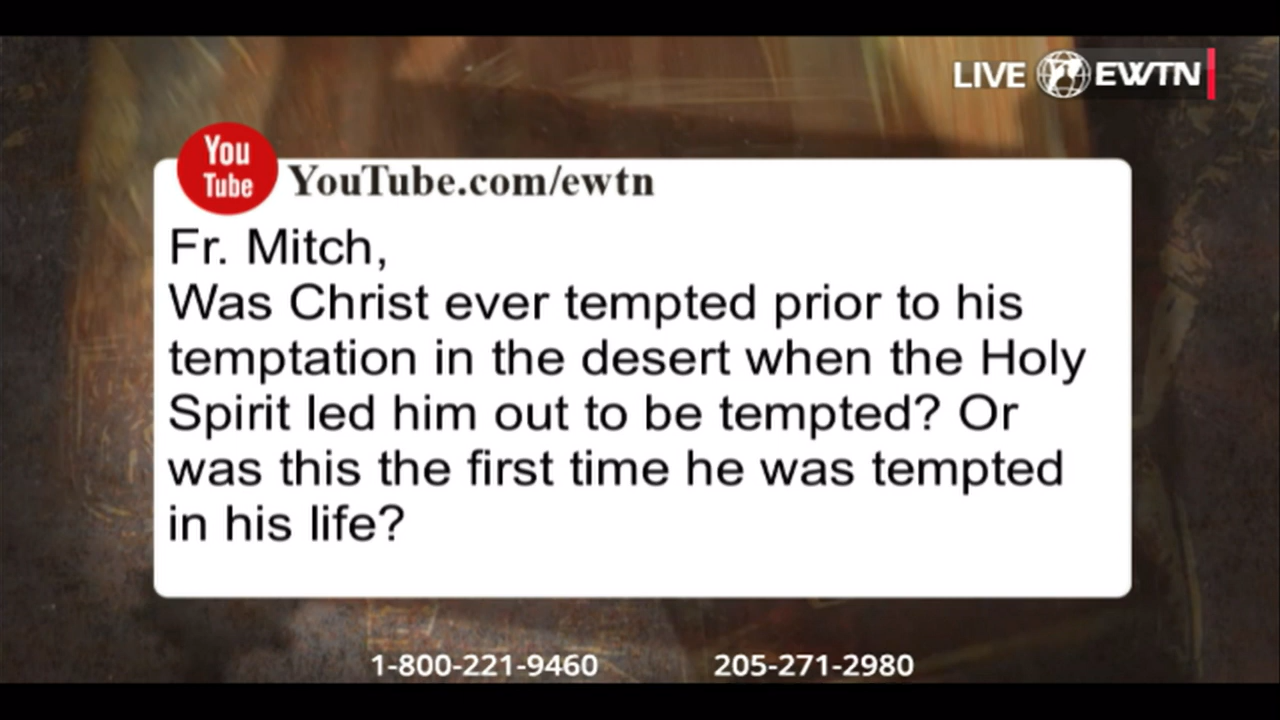 LIVE EWTN
You
Tube
YouTube.com/ewtn
Fr. Mitch,
Was Christ ever tempted prior to his
temptation in the desert when the Holy
Spirit led him out to be tempted? Or
was this the first time he was tempted
in his life?
1-800-221-9460 205-271-2980